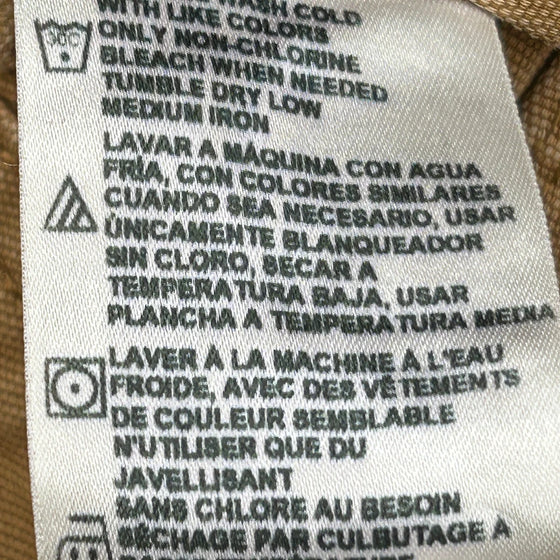 WASH COLD
WITH LIKE COLORS
ONLY NON-CHLORINE
BLEACH WHEN NEEDED
TUMBLE DRY LOW
MEDIUM IRON
30C
LAVAR A MÁQUINA CON AGUA
FRÍA, CON COLORES SIMILARES
CUANDO SEA NECESARIO, USAR
ÚNICAMENTE BLANQUEADOR
SIN CLORO, SECAR A
TEMPERATURA BAJA, USAR
PLANCHA A TEMPERATURA MEDIA
LAVER À LA MACHINE À L'EAU
FROIDE, AVEC DES VÊTEMENTS
DE COULEUR SEMBLABLE
N'UTILISER QUE DU
JAVELLISANT
SANS CHLORE AU BESOIN
SÉCHAGE PAR CULBUTAGE À